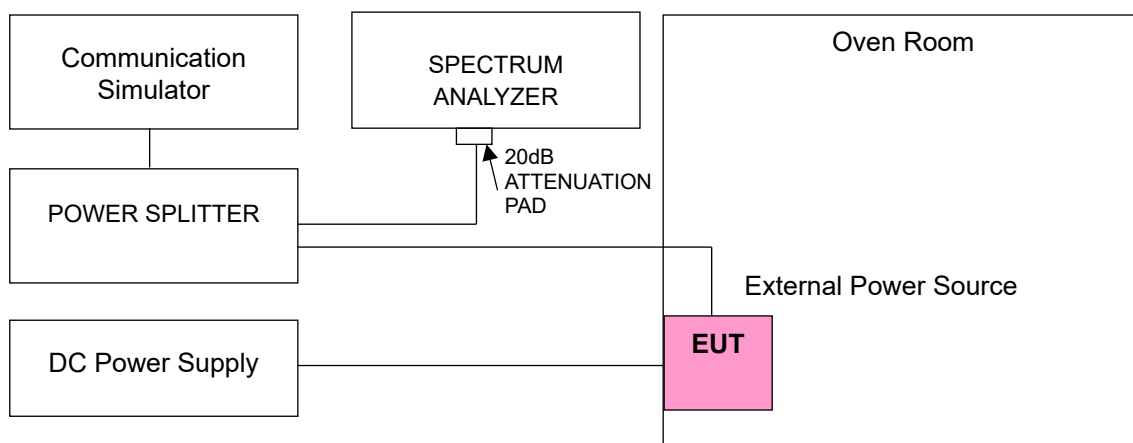 Communication
Simulator
SPECTRUM
ANALYZER
Oven Room
20dB
ATTENUATION
PAD
POWER SPLITTER
External Power Source
EUT
DC Power Supply